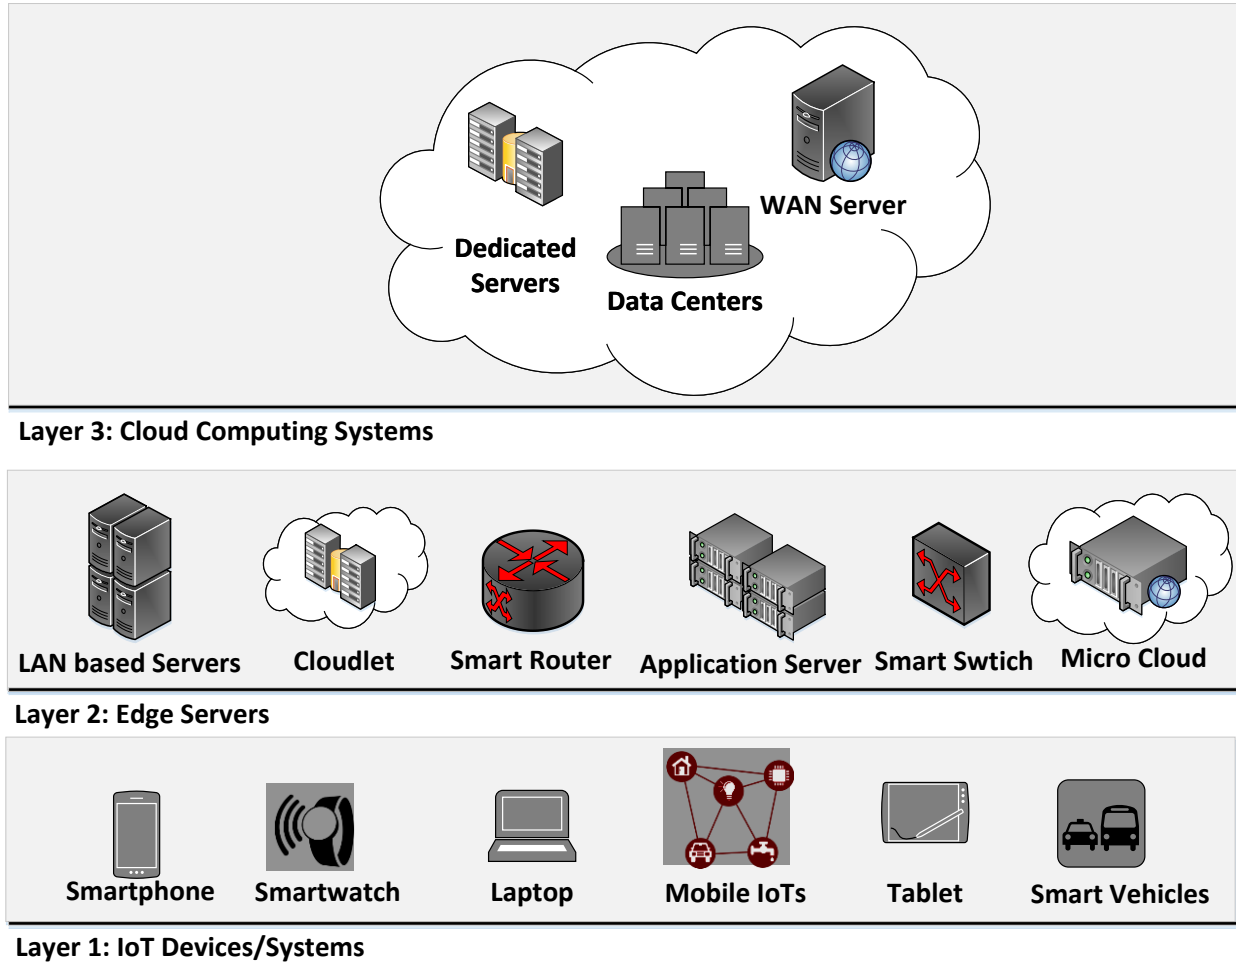 WAN Server
Dedicated
Servers
Data Centers
Layer 3: Cloud Computing Systems
LAN based Servers
Cloudlet
Smart Router
Application Server
Smart Swtich
Micro Cloud
Layer 2: Edge Servers
Smartphone
Smartwatch
Laptop
Mobile IoTs
Tablet
Smart Vehicles
Layer 1: IoT Devices/Systems